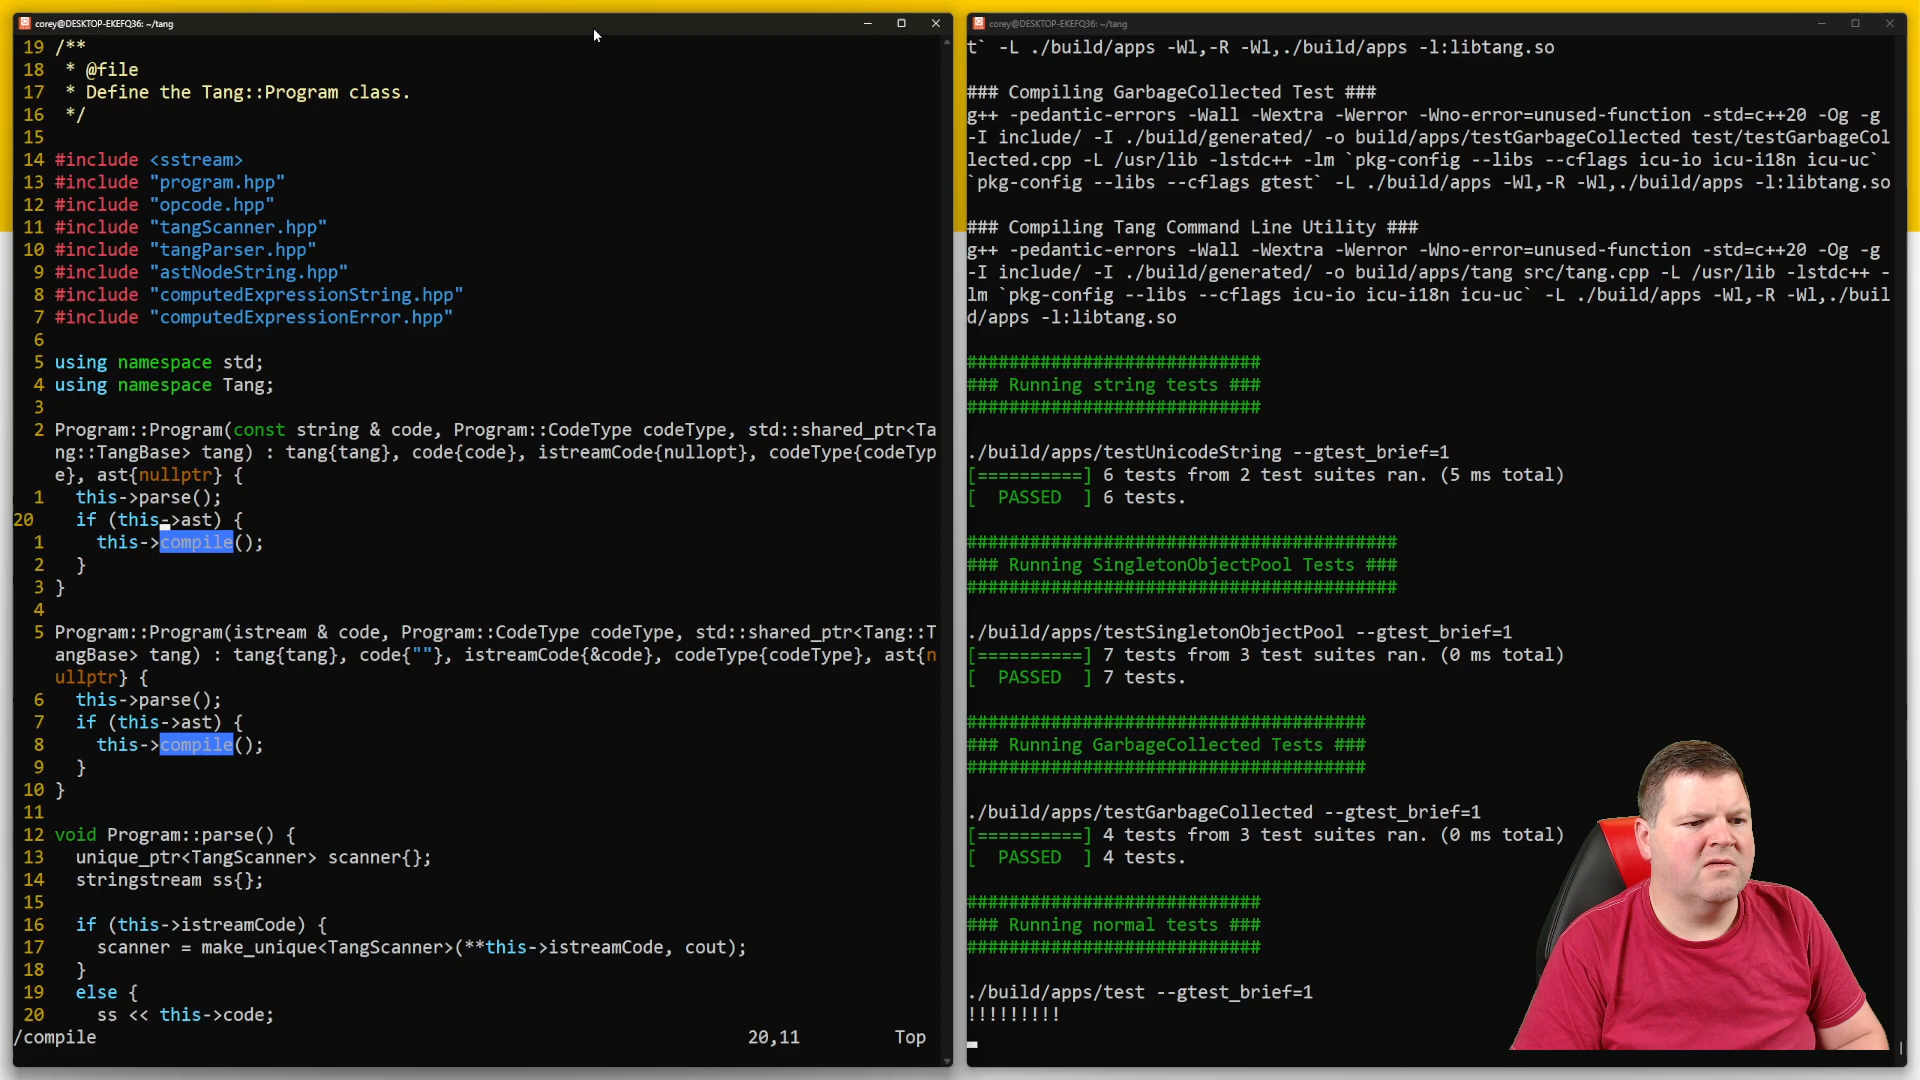 corey@DESKTOP-EKEFQ36: ~/tang
19 /**
18  * @file
17  * Define the Tang::Program class.
16  */
15
14 #include <sstream>
13 #include "program.hpp"
12 #include "opcode.hpp"
11 #include "tangScanner.hpp"
10 #include "tangParser.hpp"
9 #include "astNodeString.hpp"
8 #include "computedExpressionString.hpp"
7 #include "computedExpressionError.hpp"
6
5 using namespace std;
4 using namespace Tang;
3
2 Program::Program(const string & code, Program::CodeType codeType, std::shared_ptr<Ta
ng::TangBase> tang) : tang{tang}, code{code}, istreamCode{nullopt}, codeType{codeTyp
e}, ast{nullptr} {
1   this->parse();
20   if (this->ast) {
1     this->compile();
2   }
3 }
4
5 Program::Program(istream & code, Program::CodeType codeType, std::shared_ptr<Tang::T
angBase> tang) : tang{tang}, code{""}, istreamCode{&code}, codeType{codeType}, ast{n
ullptr} {
6   this->parse();
7   if (this->ast) {
8     this->compile();
9   }
10 }
11
12 void Program::parse() {
13   unique_ptr<TangScanner> scanner{};
14   stringstream ss{};
15
16   if (this->istreamCode) {
17     scanner = make_unique<TangScanner>(**this->istreamCode, cout);
18   }
19   else {
20     ss << this->code;
/compile 20,11 Top
corey@DESKTOP-EKEFQ36: ~/tang
t` -L ./build/apps -Wl,-R -Wl,./build/apps -l:libtang.so
### Compiling GarbageCollected Test ###
g++ -pedantic-errors -Wall -Wextra -Werror -Wno-error=unused-function -std=c++20 -Og -g
-I include/ -I ./build/generated/ -o build/apps/testGarbageCollected test/testGarbageCol
lected.cpp -L /usr/lib -lstdc++ -lm `pkg-config --libs --cflags icu-io icu-i18n icu-uc`
`pkg-config --libs --cflags gtest` -L ./build/apps -Wl,-R -Wl,./build/apps -l:libtang.so
### Compiling Tang Command Line Utility ###
g++ -pedantic-errors -Wall -Wextra -Werror -Wno-error=unused-function -std=c++20 -Og -g
-I include/ -I ./build/generated/ -o build/apps/tang src/tang.cpp -L /usr/lib -lstdc++ -
lm `pkg-config --libs --cflags icu-io icu-i18n icu-uc` -L ./build/apps -Wl,-R -Wl,./buil
d/apps -l:libtang.so
############################
### Running string tests ###
############################
./build/apps/testUnicodeString --gtest_brief=1
[==========] 6 tests from 2 test suites ran. (5 ms total)
[  PASSED  ] 6 tests.
#########################################
### Running SingletonObjectPool Tests ###
#########################################
./build/apps/testSingletonObjectPool --gtest_brief=1
[==========] 7 tests from 3 test suites ran. (0 ms total)
[  PASSED  ] 7 tests.
######################################
### Running GarbageCollected Tests ###
######################################
./build/apps/testGarbageCollected --gtest_brief=1
[==========] 4 tests from 3 test suites ran. (0 ms total)
[  PASSED  ] 4 tests.
############################
### Running normal tests ###
############################
./build/apps/test --gtest_brief=1
!!!!!!!!!